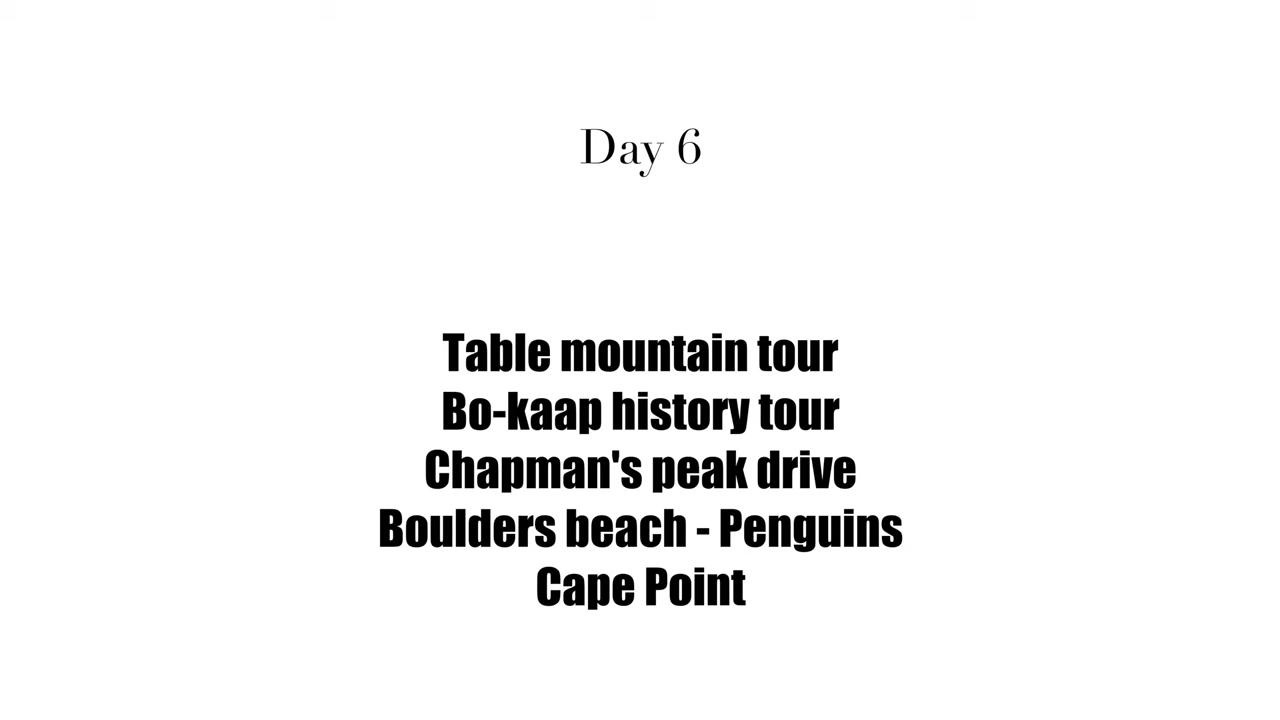 Day 6
Table mountain tour
Bo-kaap history tour
Chapman's peak drive
Boulders beach - Penguins
Cape Point